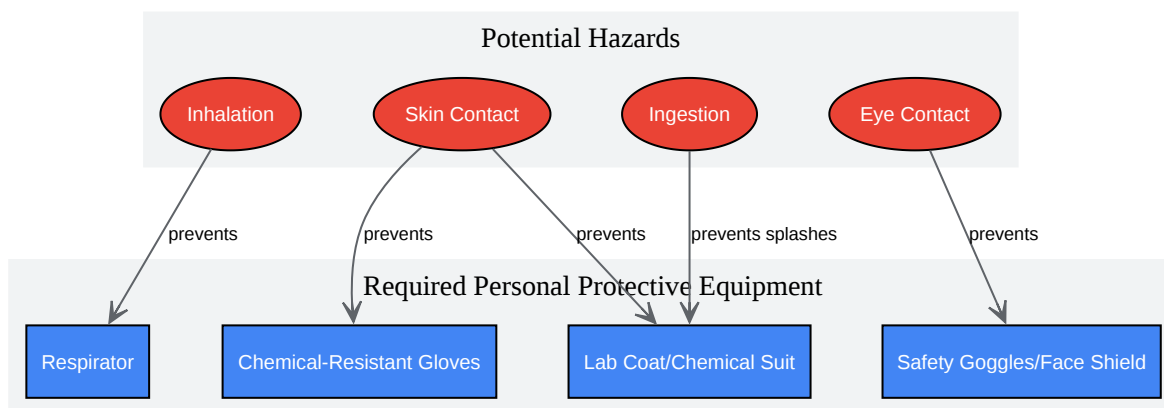 Potential Hazards
Inhalation
Skin Contact
Ingestion
Eye Contact
prevents
prevents
prevents
prevents splashes
prevents
Required Personal Protective Equipment
Respirator
Chemical-Resistant Gloves
Lab Coat/Chemical Suit
Safety Goggles/Face Shield